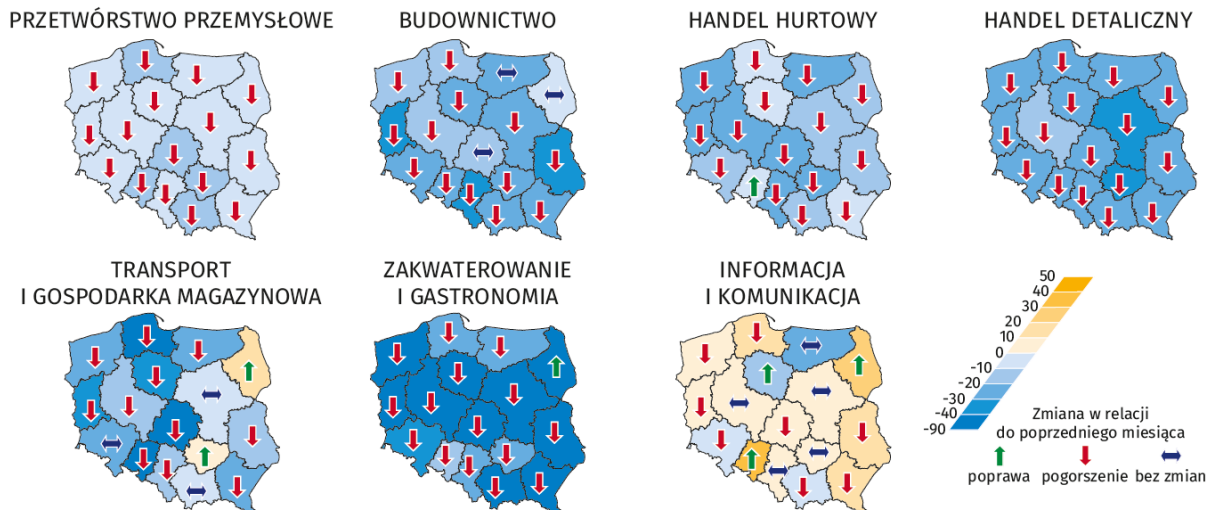 PRZETWÓRSTWO PRZEMYSŁOWE
BUDOWNICTWO
HANDEL HURTOWY
HANDEL DETALICZNY
TRANSPORT
I GOSPODARKA MAGAZYNOWA
ZAKWATEROWANIE
I GASTRONOMIA
INFORMACJA
I KOMUNIKACJA
50
40
30
20
10
0
-10
-20
-30
-40
-90
Zmiana w relacji
do poprzedniego miesiąca
poprawa pogorszenie bez zmian